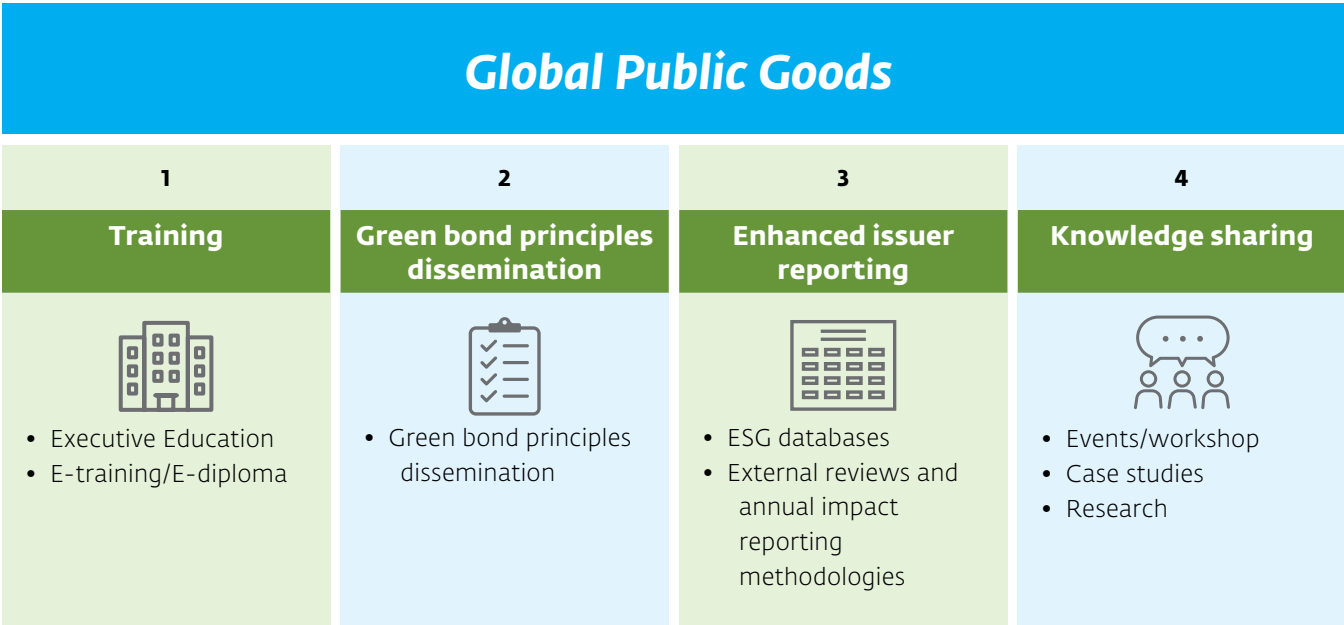 Global Public Goods
1
Training
• Executive Education
• E-training/E-diploma
2
Green bond principles
dissemination
• Green bond principles
dissemination
3
Enhanced issuer
reporting
• ESG databases
• External reviews and
annual impact
reporting
methodologies
4
Knowledge sharing
• Events/workshop
• Case studies
• Research